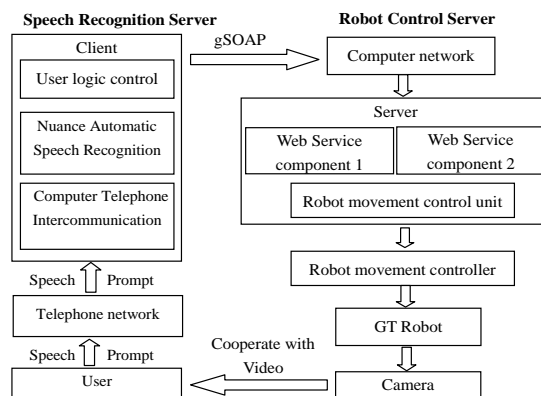 Speech Recognition Server
Client
User logic control
Nuance Automatic
Speech Recognition
Computer Telephone
Intercommunication
Speech Prompt
Telephone network
Speech Prompt
User
gSOAP
Robot Control Server
Computer network
Server
Web Service
component 1
Web Service
component 2
Robot movement control unit
Robot movement controller
GT Robot
Camera
Cooperate with
Video